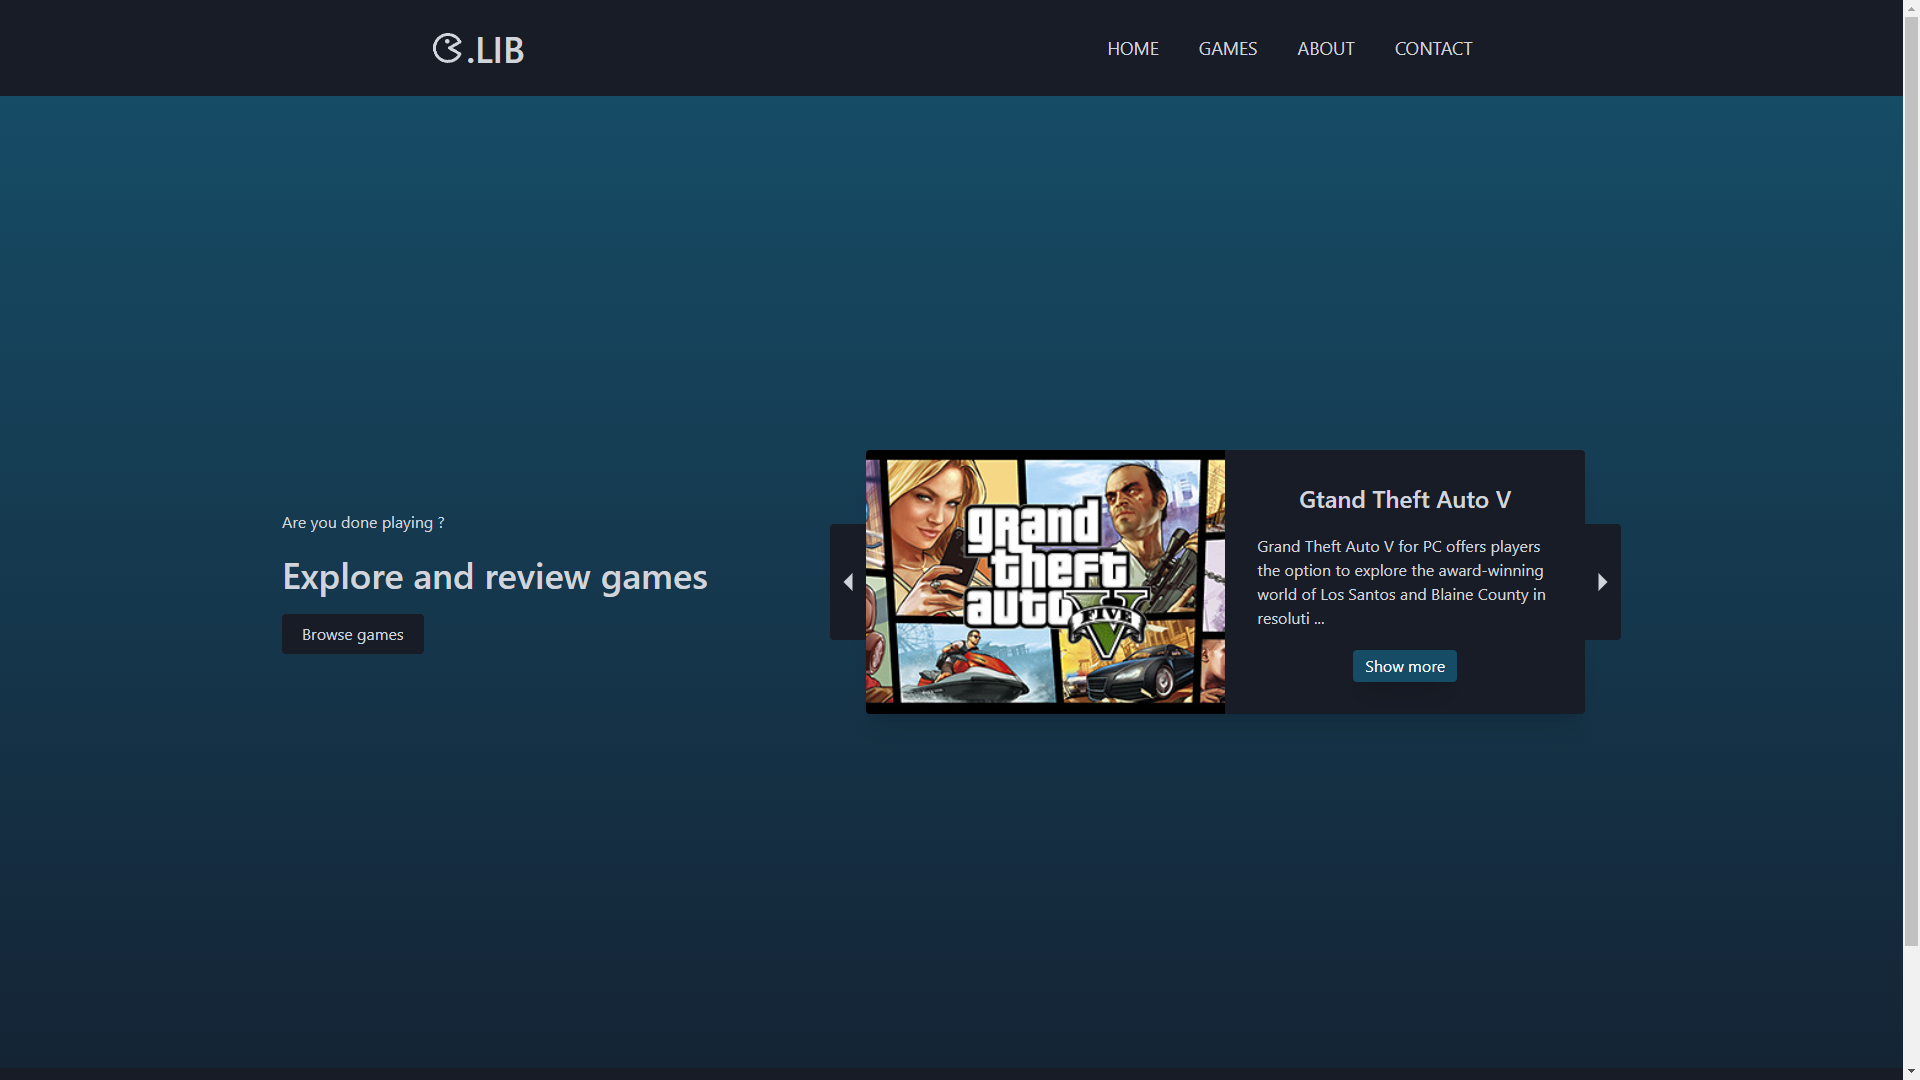 .LIB
HOME
GAMES
ABOUT
CONTACT
Are you done playing ?
Explore and review games
Browse games
grand
theft
auto
V
FIVE
Gtand Theft Auto V
Grand Theft Auto V for PC offers players
the option to explore the award-winning
world of Los Santos and Blaine County in
resoluti ...
Show more